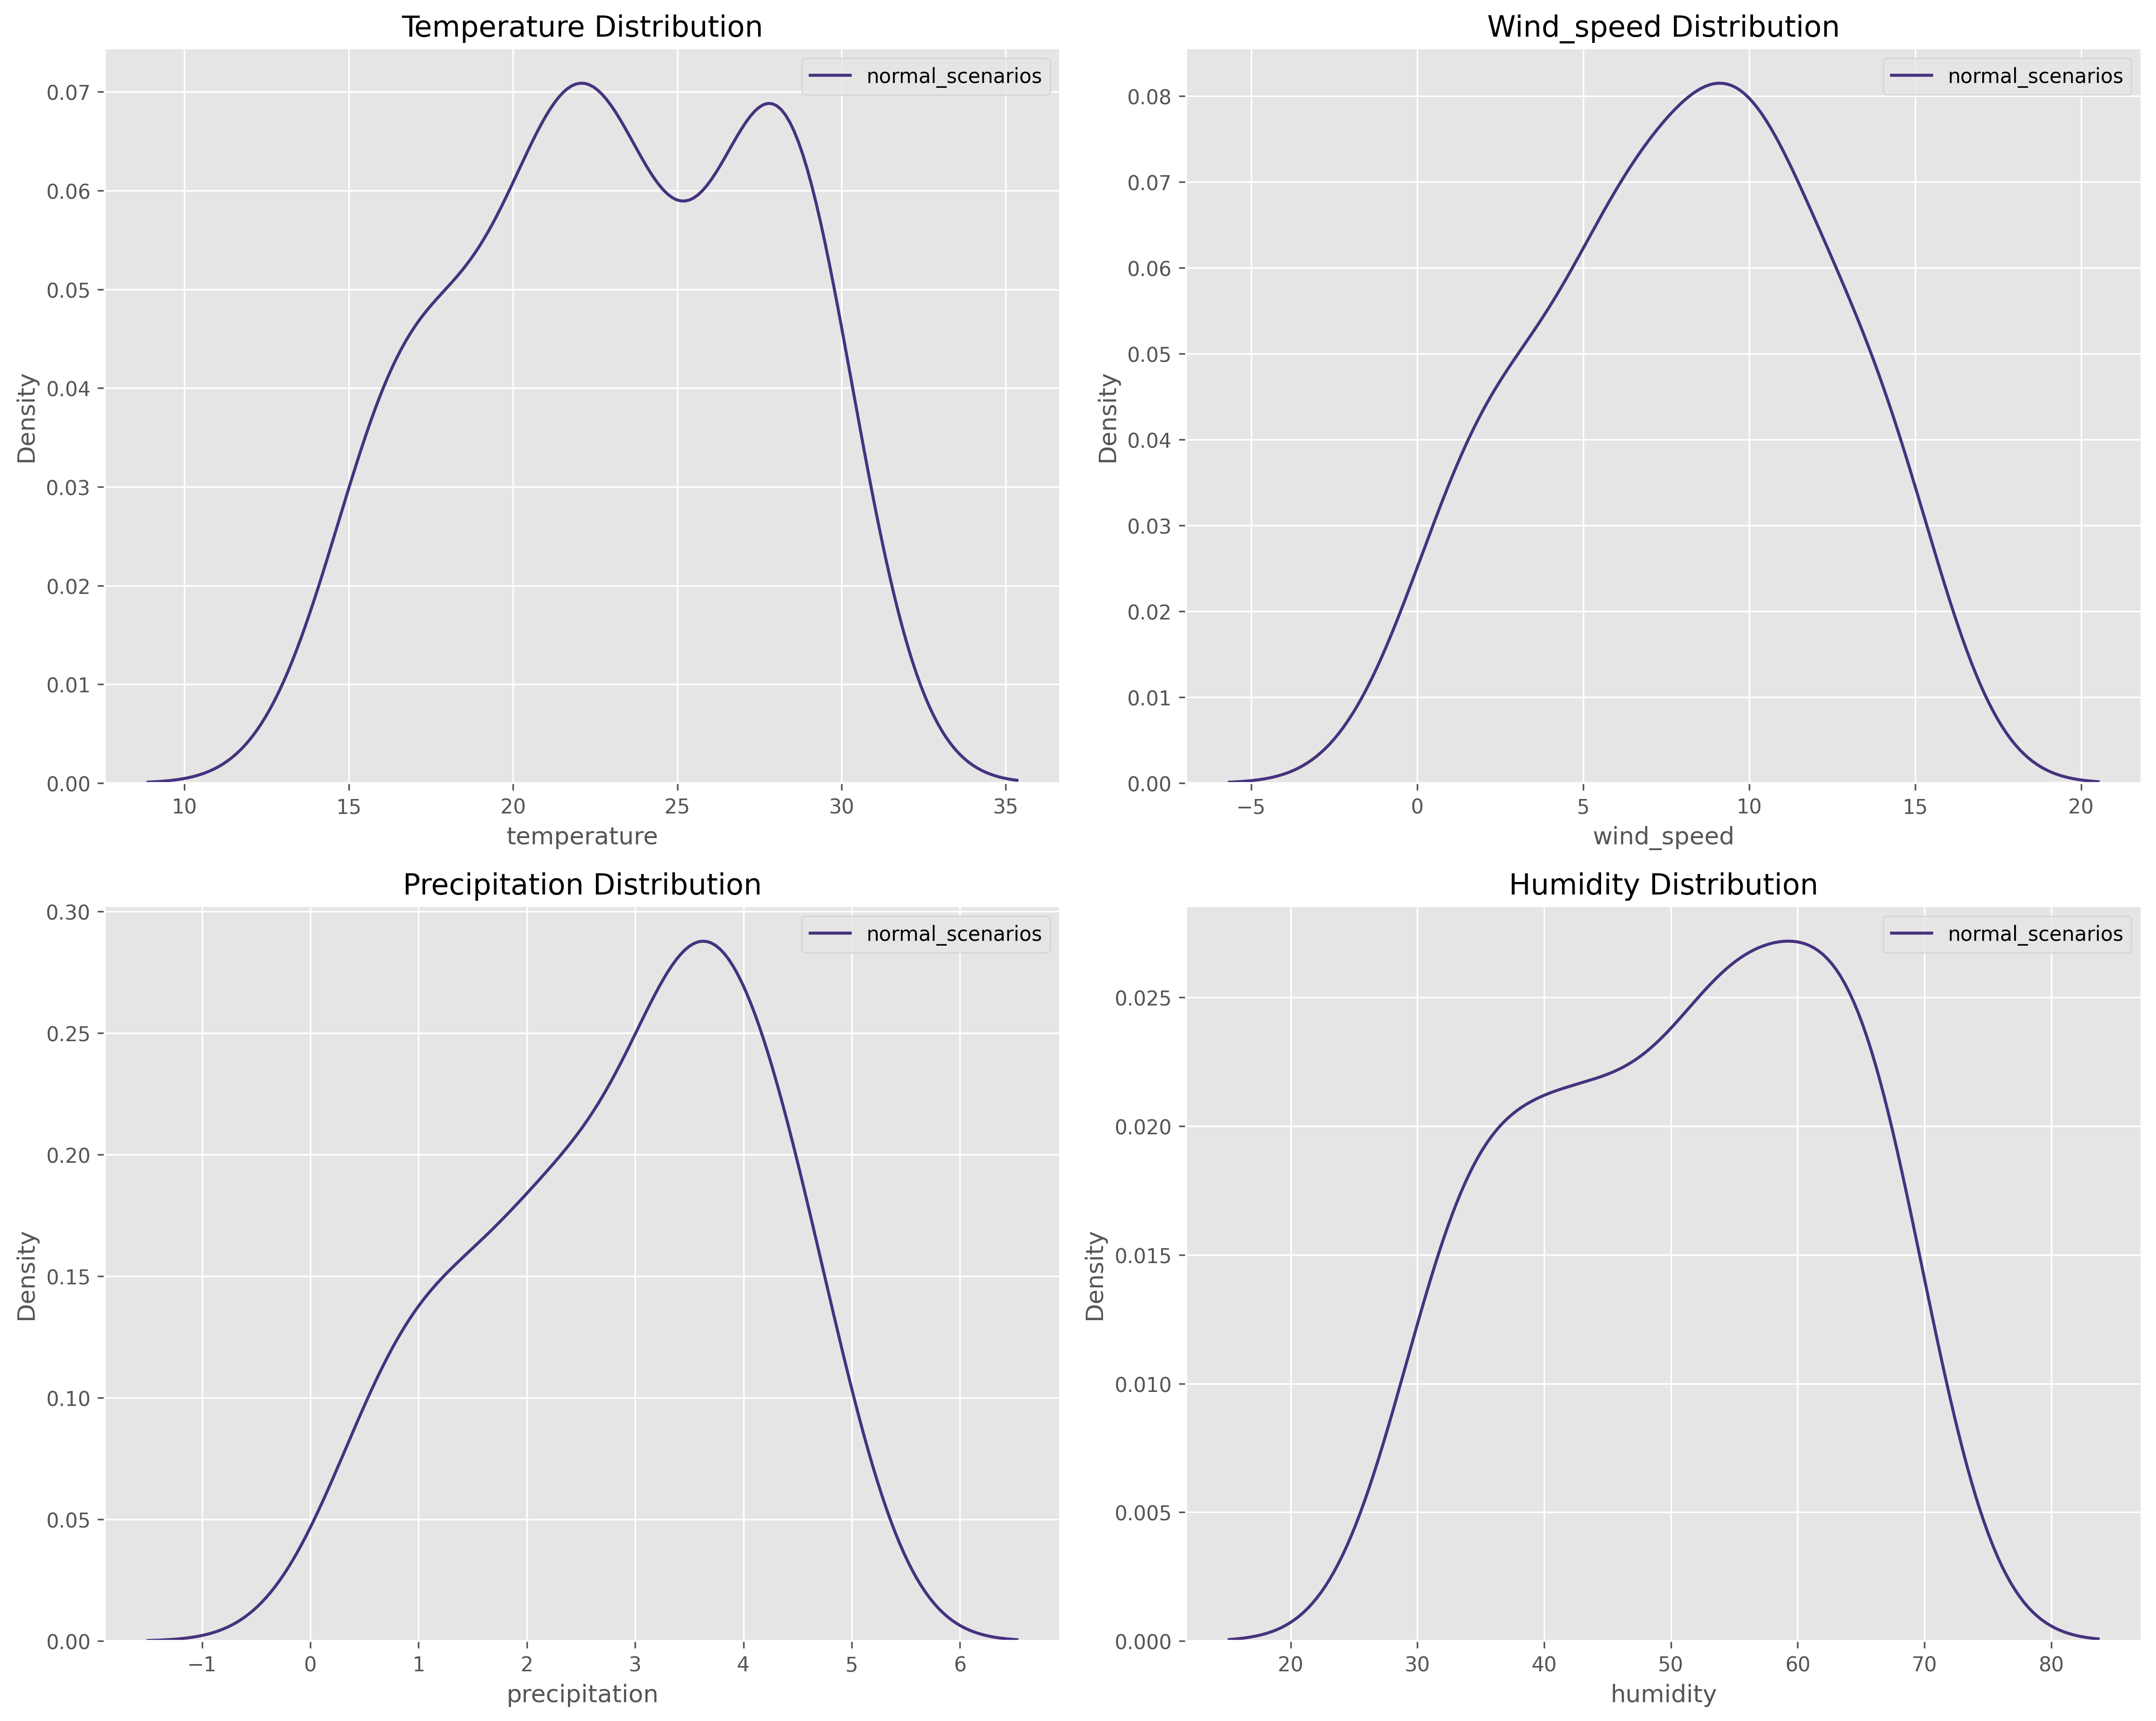 Temperature Distribution
normal_scenarios
0.07
0.06
0.05
0.04
0.03
0.02
0.01
0.00
Density
10 15 20 25 30 35
temperature
Wind_speed Distribution
normal_scenarios
0.08
0.07
0.06
0.05
0.04
0.03
0.02
0.01
0.00
Density
−5 0 5 10 15 20
wind_speed
Precipitation Distribution
normal_scenarios
0.30
0.25
0.20
0.15
0.10
0.05
0.00
Density
−1 0 1 2 3 4 5 6
precipitation
Humidity Distribution
normal_scenarios
0.025
0.020
0.015
0.010
0.005
0.000
Density
20 30 40 50 60 70 80
humidity